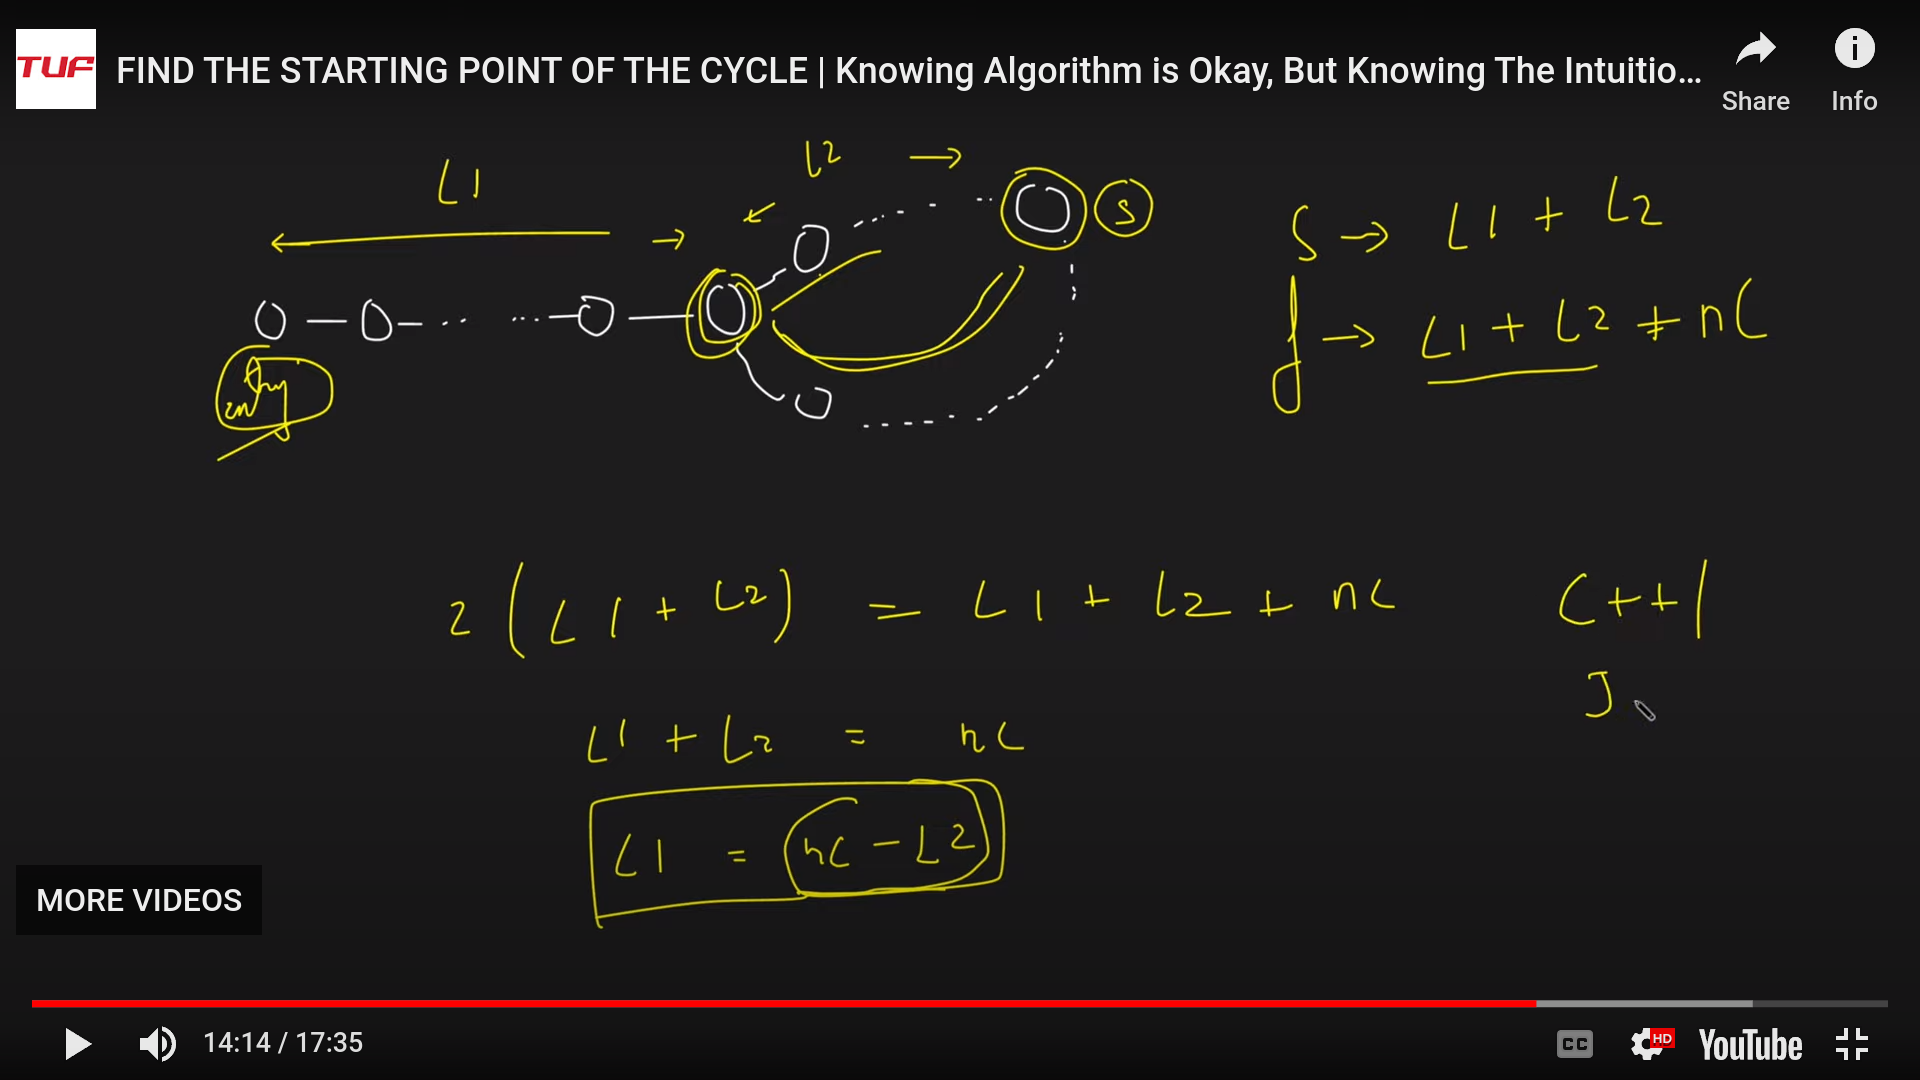 TUF
FIND THE STARTING POINT OF THE CYCLE | Knowing Algorithm is Okay, But Knowing The Intuitio...
Share
Info
L1
L2 →
S
S → L1 + L2
f → L1 + L2 + nC
entry
2 (L1 + L2) = L1 + L2 + nC
C++ |
J
L1 + L2 = nC
L1 = nC - L2
MORE VIDEOS
14:14 / 17:35
CC
HD
YouTube